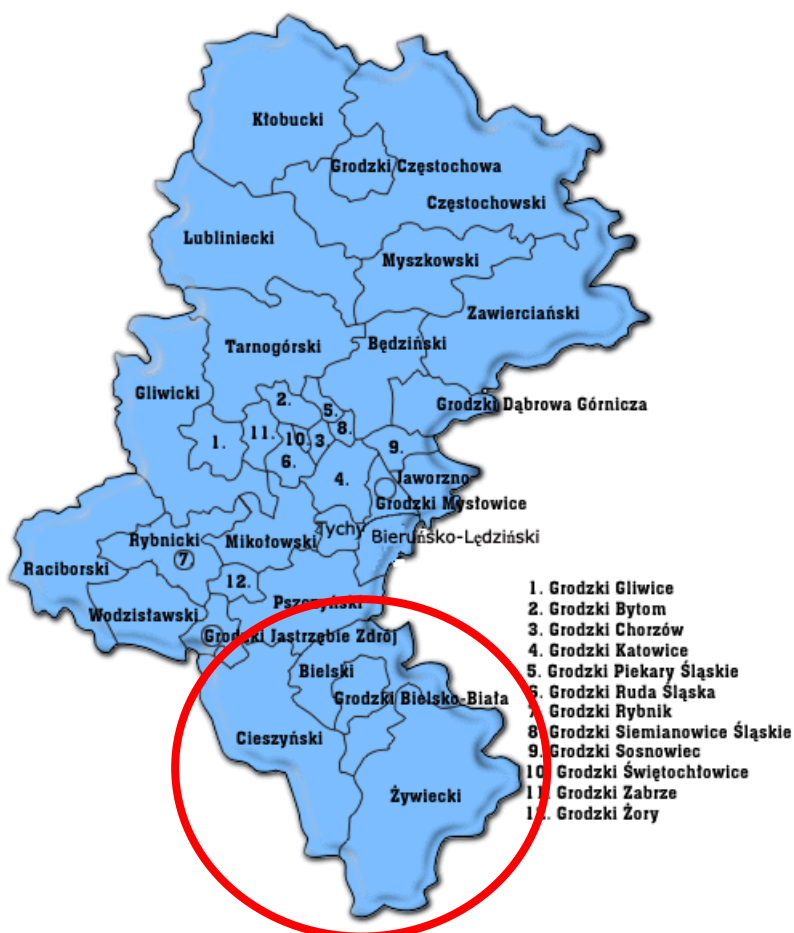 Kłobucki
Grodzki Częstochowa
Częstochowski
Lubliniecki
Myszkowski
Zawierciański
Tarnogórski
Będziński
Gliwicki
Grodzki Dąbrowa Górnicza
2.
5.
8.
11.
10.
3
1.
9.
6.
4.
Jaworzno
Grodzki Mysłowice
Tychy
Bieruńsko-Lędziński
Rybnicki
Mikołowski
7
Raciborski
12.
Wodzisławski
Pszczyński
Grodzki Jastrzębie Zdrój
Bielski
Grodzki Bielsko-Biała
Cieszyński
Żywiecki
1. Grodzki Gliwice
2. Grodzki Bytom
3. Grodzki Chorzów
4. Grodzki Katowice
5. Grodzki Piekary Śląskie
6. Grodzki Ruda Śląska
7. Grodzki Rybnik
8. Grodzki Siemianowice Śląskie
9. Grodzki Sosnowiec
10. Grodzki Świętochłowice
11. Grodzki Zabrze
12. Grodzki Żory